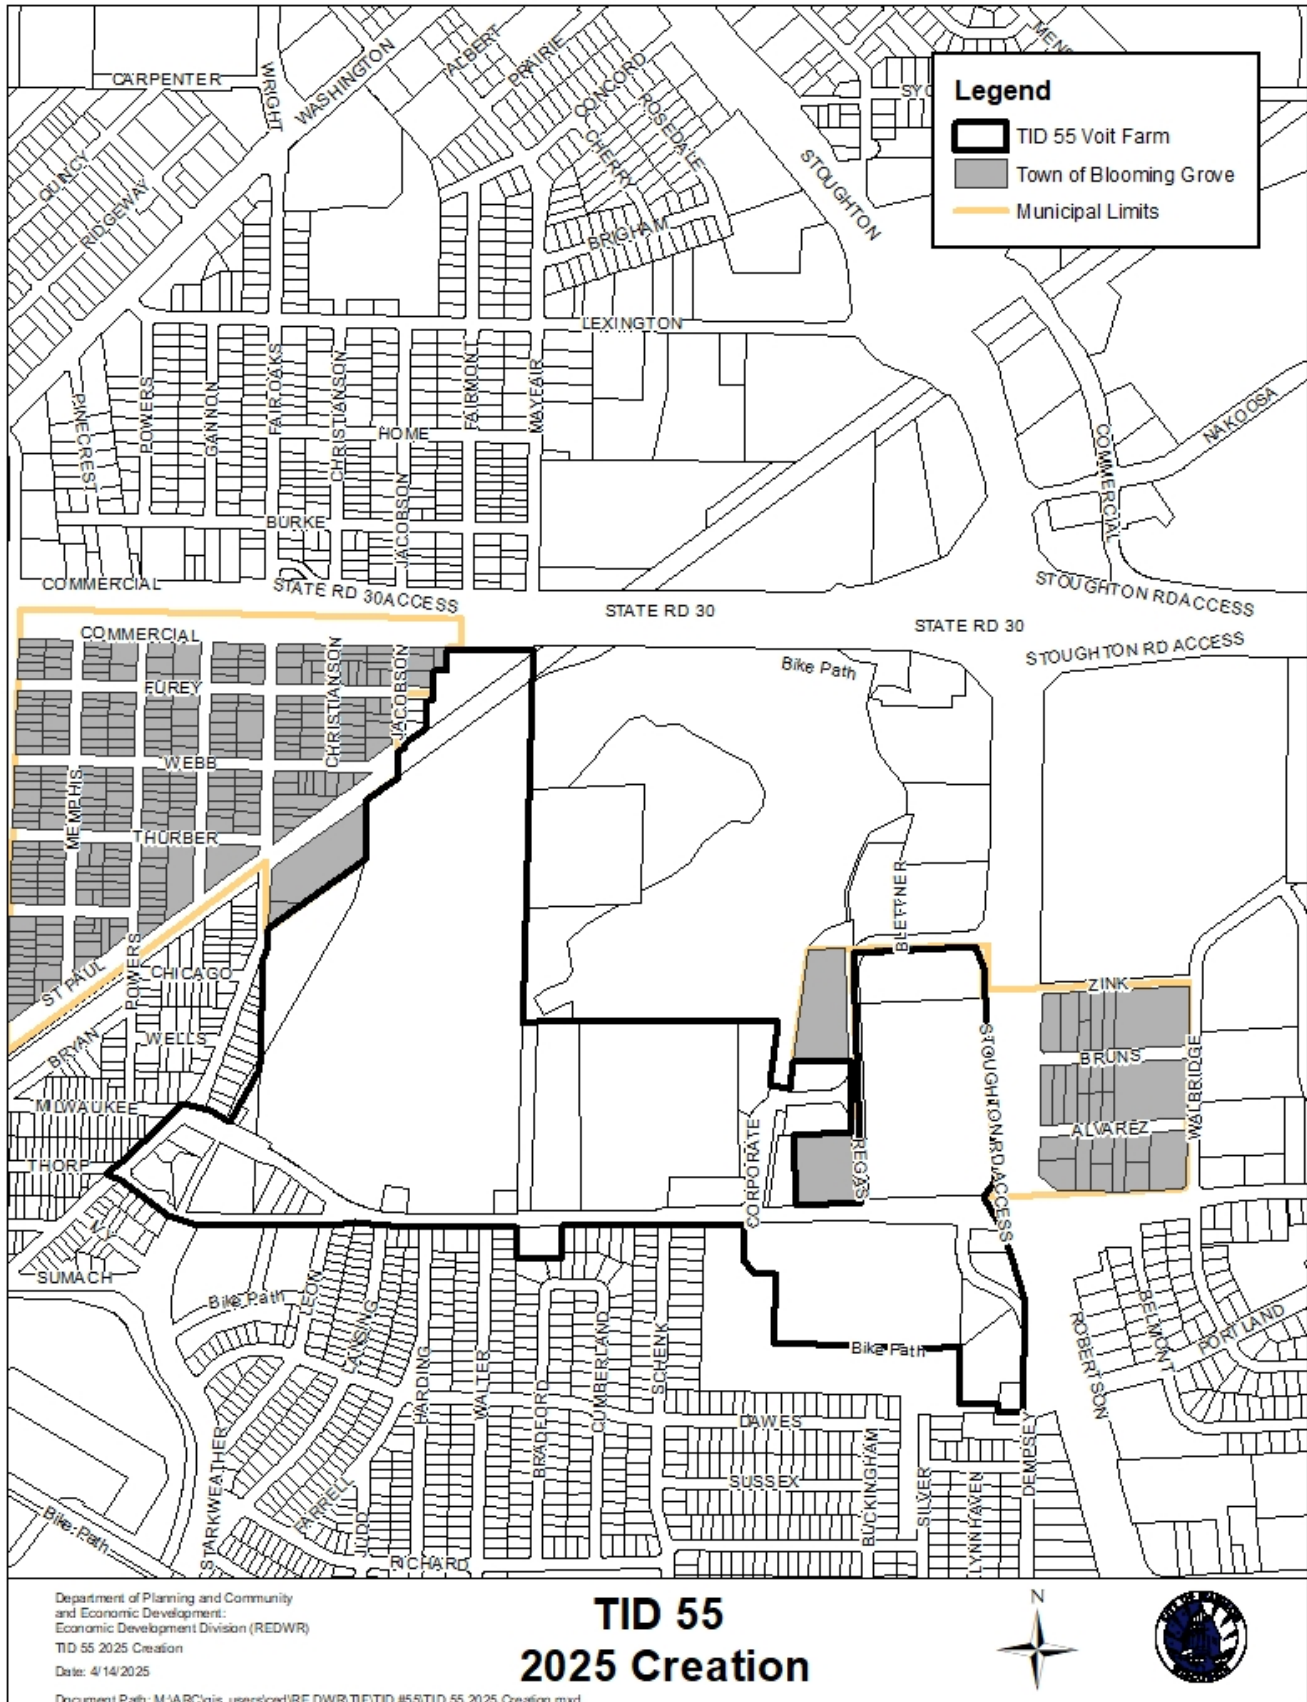 CARPENTER
WRIGHT
WASHINGTON
ALBERT
PRAIRIE
CONCORD
ROSEDALE
CHERRY
BRIGHAM
QUINCY
RIDGEWAY
STOUGHTON
Legend
TID 55 Voit Farm
Town of Blooming Grove
Municipal Limits
LEXINGTON
PINECREST
POWERS
GANNON
FAIR OAKS
CHRISTIANSON
HOME
JACOBSON
FAIRMONT
MAYFAIR
BURKE
COMMERCIAL
NAKOOSA
COMMERCIAL
STATE RD 30 ACCESS
STATE RD 30
STATE RD 30
STOUGHTON RD ACCESS
STOUGHTON RD ACCESS
COMMERCIAL
FUREY
CHRISTIANSON
JACOBSON
WEBB
MEMPHIS
THURBER
Bike Path
BLETTNER
ST PAUL
POWERS
CHICAGO
BRYAN
WELLS
MILWAUKEE
THORP
SUMACH
ZINK
BRUNS
ALVAREZ
WALBRIDGE
STOUGHTON RD ACCESS
CORPORATE
REGAS
Bike Path
LEON
LANSING
HARDING
WALTER
BRADFORD
CUMBERLAND
SCHENK
Bike Path
ROBERTSON
BELMONT
PORTLAND
DAWES
SUSSEX
BUCKINGHAM
SILVER
LYNNHAVEN
DEMPSEY
STARKWEATHER
FARRELL
JUDD
RICHARD
Bike Path
Department of Planning and Community
and Economic Development:
Economic Development Division (REDWR)
TID 55 2025 Creation
Date: 4/14/2025
TID 55
2025 Creation
N